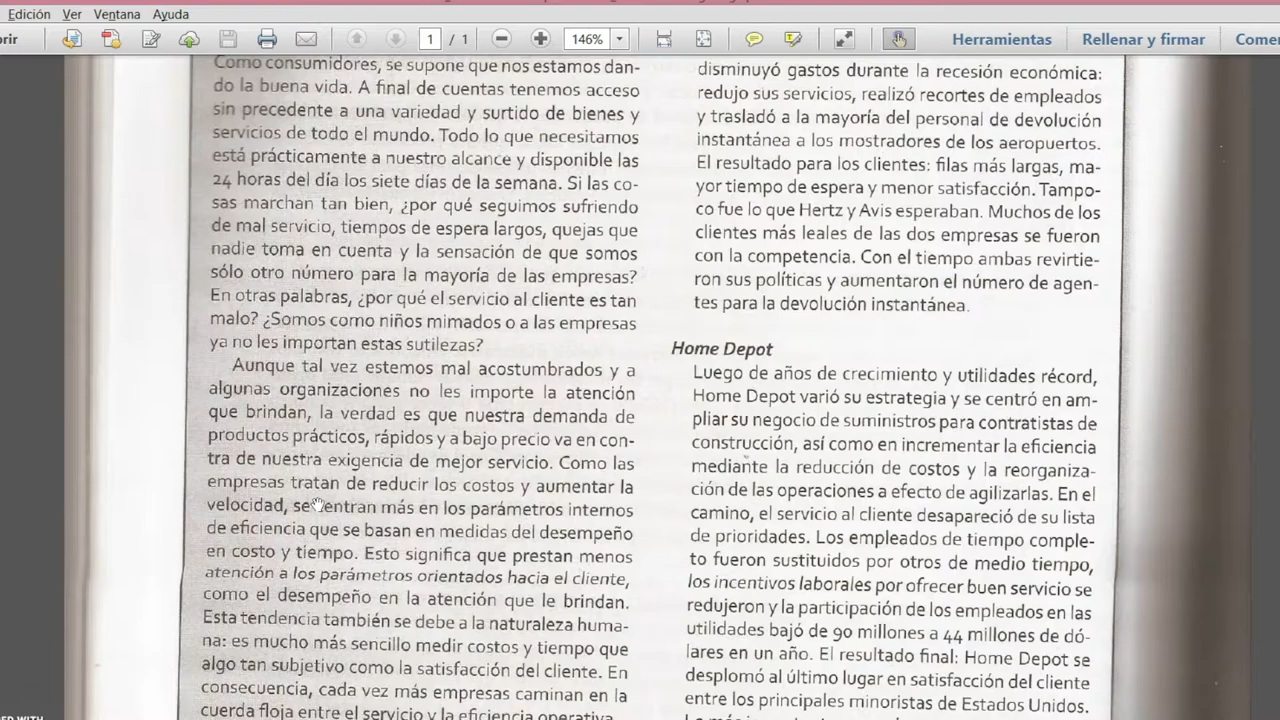 Edición Ver Ventana Ayuda
1 / 1
146%
Herramientas
Rellenar y firmar
Como consumidores, se supone que nos estamos dan-
do la buena vida. A final de cuentas tenemos acceso
sin precedente a una variedad y surtido de bienes y
servicios de todo el mundo. Todo lo que necesitamos
está prácticamente a nuestro alcance y disponible las
24 horas del día los siete días de la semana. Si las co-
sas marchan tan bien, ¿por qué seguimos sufriendo
de mal servicio, tiempos de espera largos, quejas que
nadie toma en cuenta y la sensación de que somos
sólo otro número para la mayoría de las empresas?
En otras palabras, ¿por qué el servicio al cliente es tan
malo? ¿Somos como niños mimados o a las empresas
ya no les importan estas sutilezas?
Aunque tal vez estemos mal acostumbrados y a
algunas organizaciones no les importe la atención
que brindan, la verdad es que nuestra demanda de
productos prácticos, rápidos y a bajo precio va en con-
tra de nuestra exigencia de mejor servicio. Como las
empresas tratan de reducir los costos y aumentar la
velocidad, se centran más en los parámetros internos
de eficiencia que se basan en medidas del desempeño
en costo y tiempo. Esto significa que prestan menos
atención a los parámetros orientados hacia el cliente,
como el desempeño en la atención que le brindan.
Esta tendencia también se debe a la naturaleza huma-
na: es mucho más sencillo medir costos y tiempo que
algo tan subjetivo como la satisfacción del cliente. En
consecuencia, cada vez más empresas caminan en la
cuerda floja entre el servicio y la eficiencia operativa
disminuyó gastos durante la recesión económica:
redujo sus servicios, realizó recortes de empleados
y trasladó a la mayoría del personal de devolución
instantánea a los mostradores de los aeropuertos.
El resultado para los clientes: filas más largas, ma-
yor tiempo de espera y menor satisfacción. Tampo-
co fue lo que Hertz y Avis esperaban. Muchos de los
clientes más leales de las dos empresas se fueron
con la competencia. Con el tiempo ambas revirtie-
ron sus políticas y aumentaron el número de agen-
tes para la devolución instantánea.
Home Depot
Luego de años de crecimiento y utilidades récord,
Home Depot varió su estrategia y se centró en am-
pliar su negocio de suministros para contratistas de
construcción, así como en incrementar la eficiencia
mediante la reducción de costos y la reorganiza-
ción de las operaciones a efecto de agilizarlas. En el
camino, el servicio al cliente desapareció de su lista
de prioridades. Los empleados de tiempo comple-
to fueron sustituidos por otros de medio tiempo,
los incentivos laborales por ofrecer buen servicio se
redujeron y la participación de los empleados en las
utilidades bajó de 90 millones a 44 millones de dó-
lares en un año. El resultado final: Home Depot se
desplomó al último lugar en satisfacción del cliente
entre los principales minoristas de Estados Unidos.